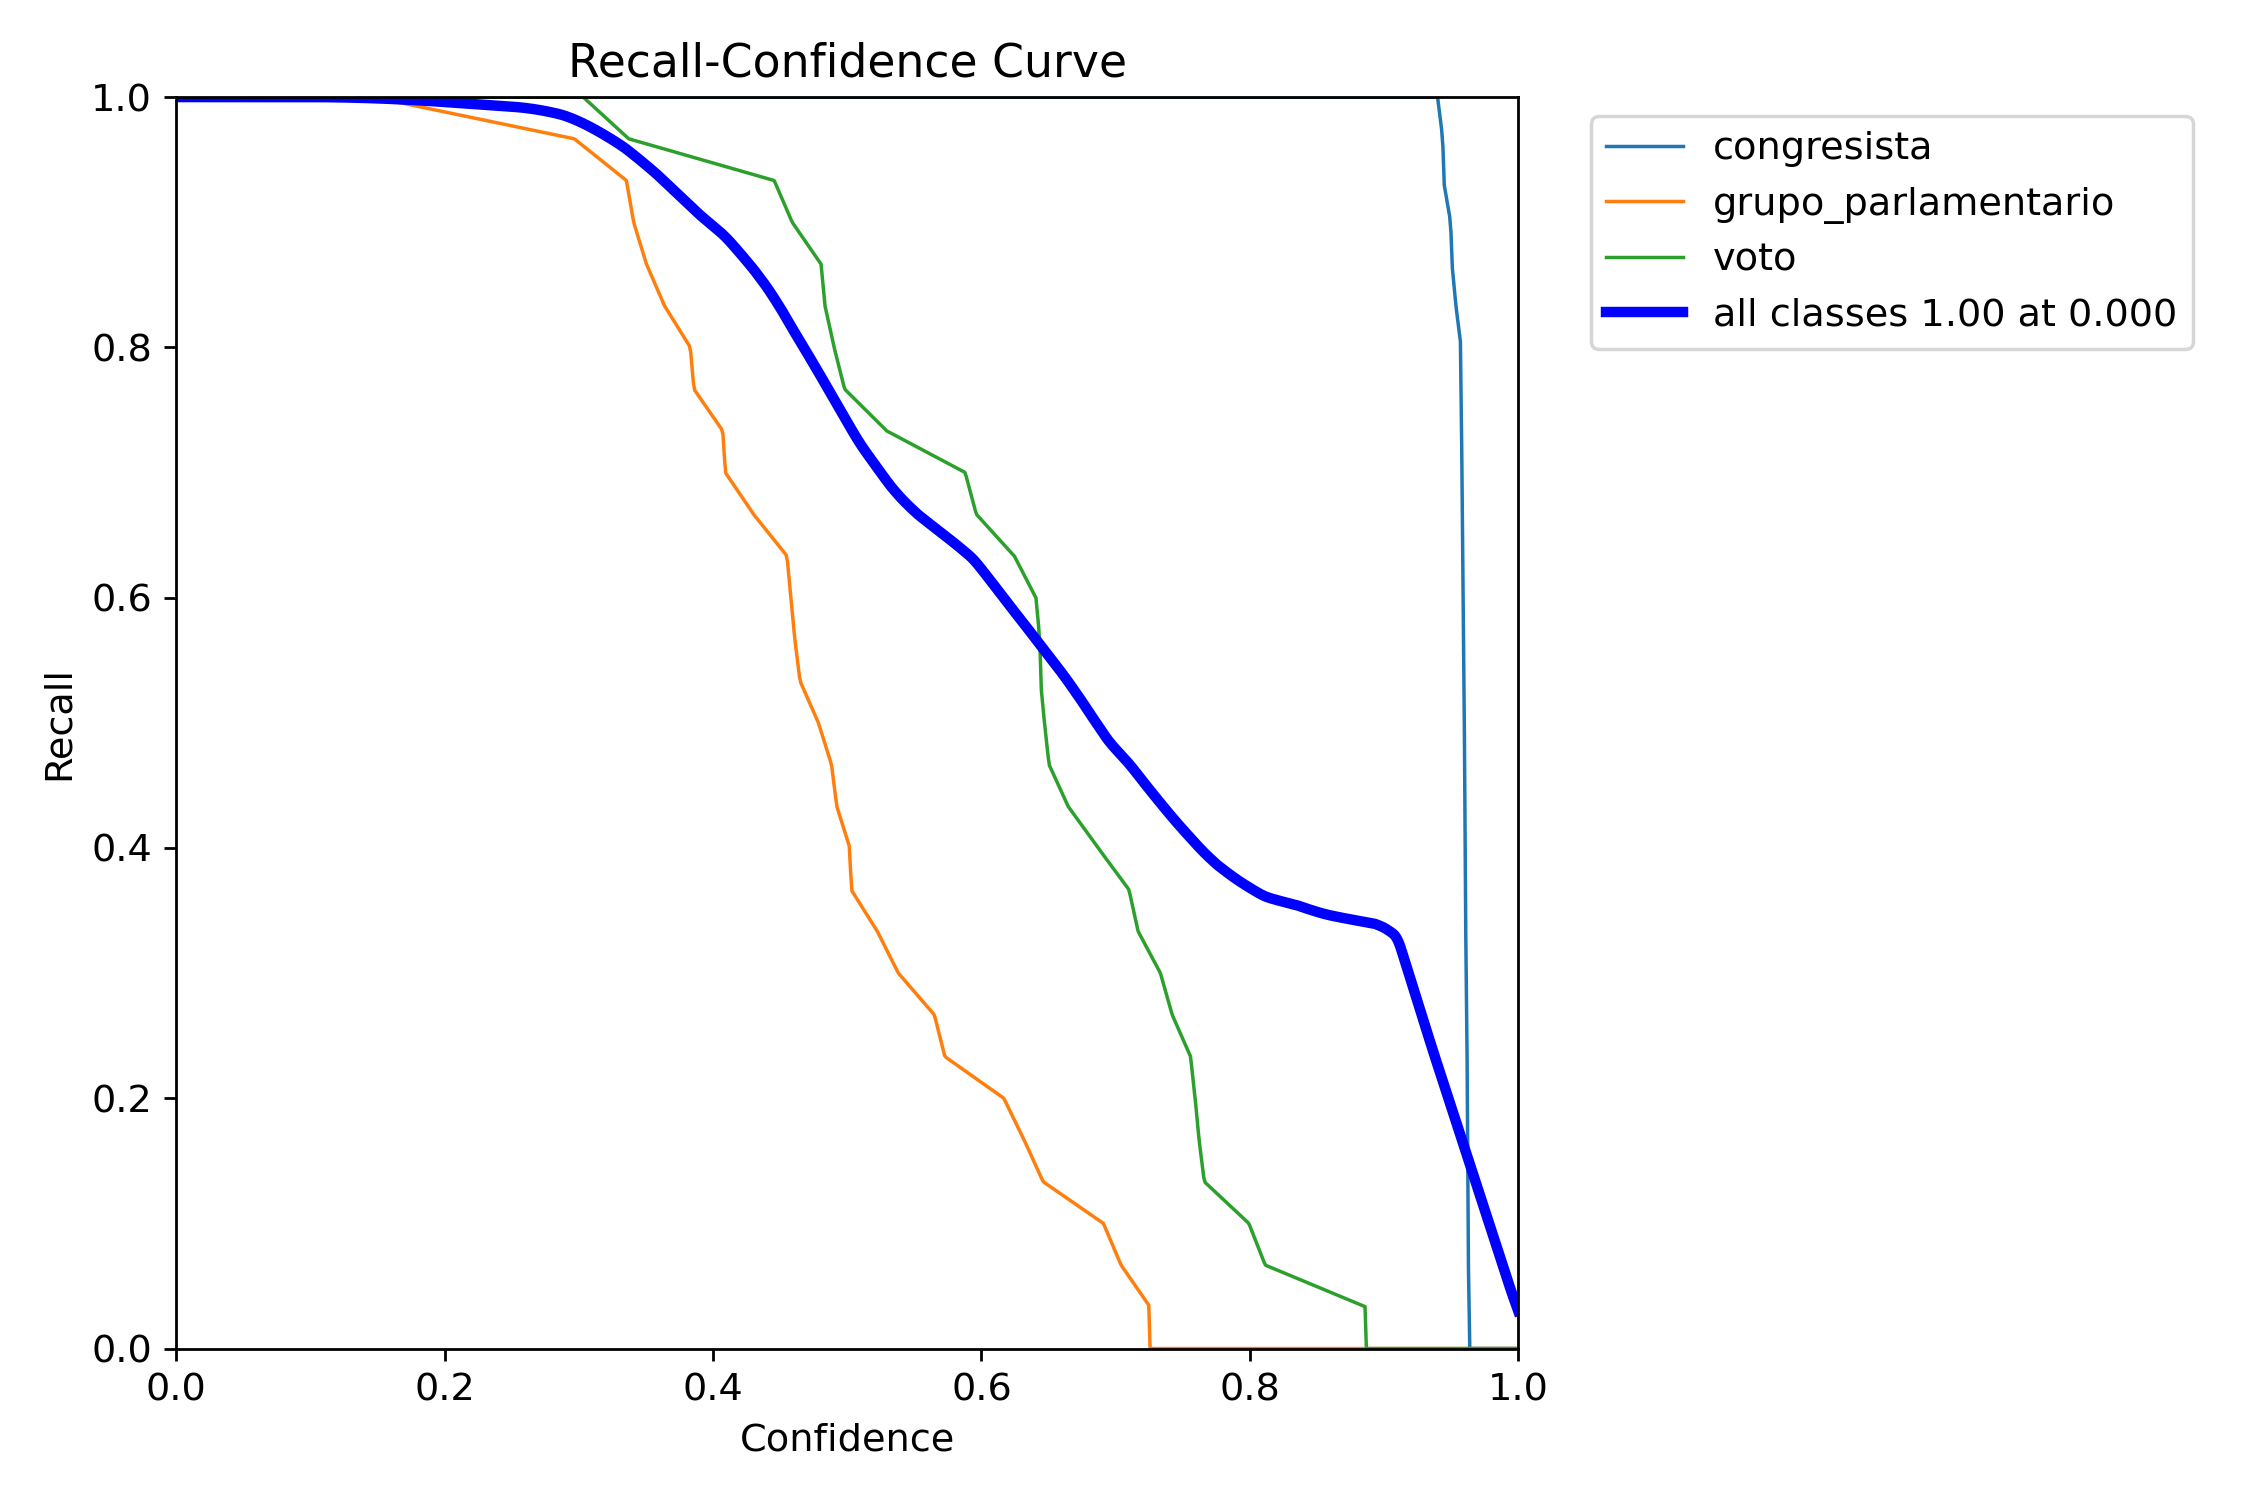 Recall-Confidence Curve
1.0
0.8
0.6
0.4
0.2
0.0
Recall
0.0 0.2 0.4 0.6 0.8 1.0
Confidence
congresista
grupo_parlamentario
voto
all classes 1.00 at 0.000